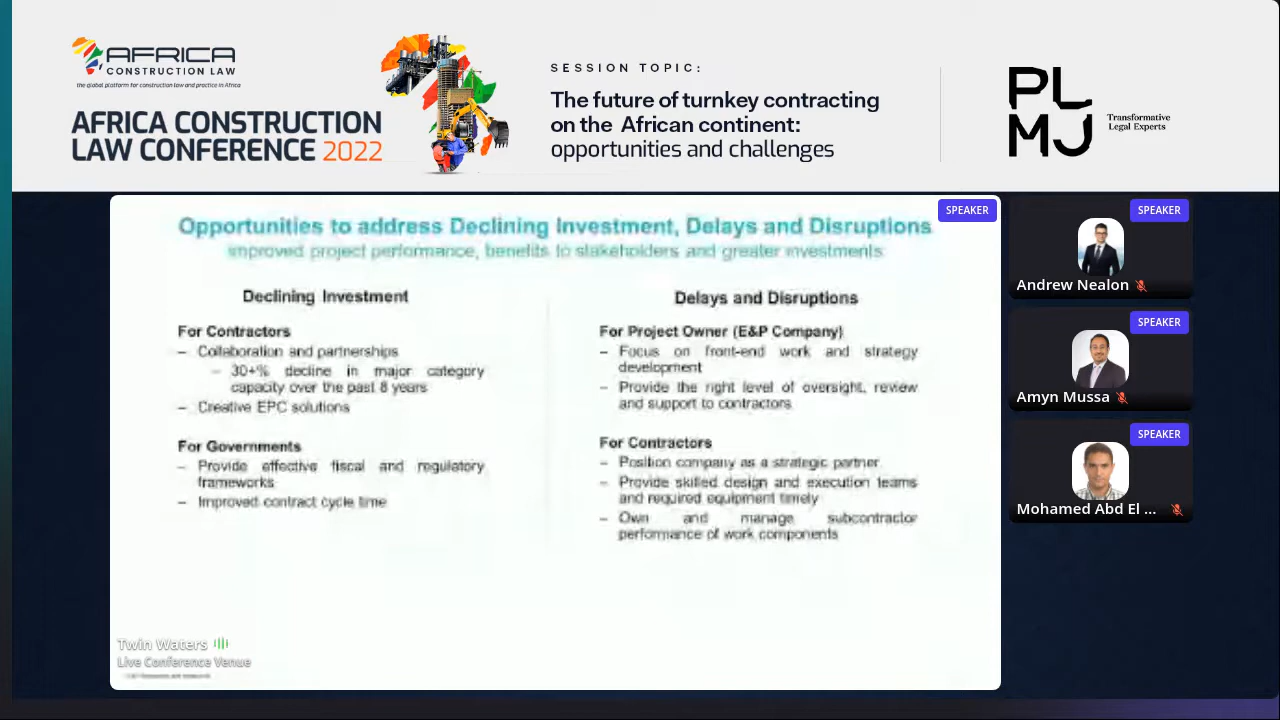 AFRICA
CONSTRUCTION LAW
the global platform for construction law and practice in Africa
AFRICA CONSTRUCTION
LAW CONFERENCE 2022
SESSION TOPIC:
The future of turnkey contracting
on the African continent:
opportunities and challenges
PL
MJ
Transformative
Legal Experts
SPEAKER
Opportunities to address Declining Investment, Delays and Disruptions
Improved project performance, benefits to stakeholders and greater investments
Declining Investment
For Contractors
– Collaboration and partnerships
– 30+% decline in major category
capacity over the past 8 years
– Creative EPC solutions
For Governments
– Provide effective fiscal and regulatory
frameworks
– Improved contract cycle time
Delays and Disruptions
For Project Owner (E&P Company)
– Focus on front-end work and strategy
development
– Provide the right level of oversight, review
and support to contractors
For Contractors
– Position company as a strategic partner
– Provide skilled design and execution teams
and required equipment timely
– Own and manage subcontractor
performance of work components
Twin Waters
Live Conference Venue
SPEAKER
Andrew Nealon
SPEAKER
Amyn Mussa
SPEAKER
Mohamed Abd El ...